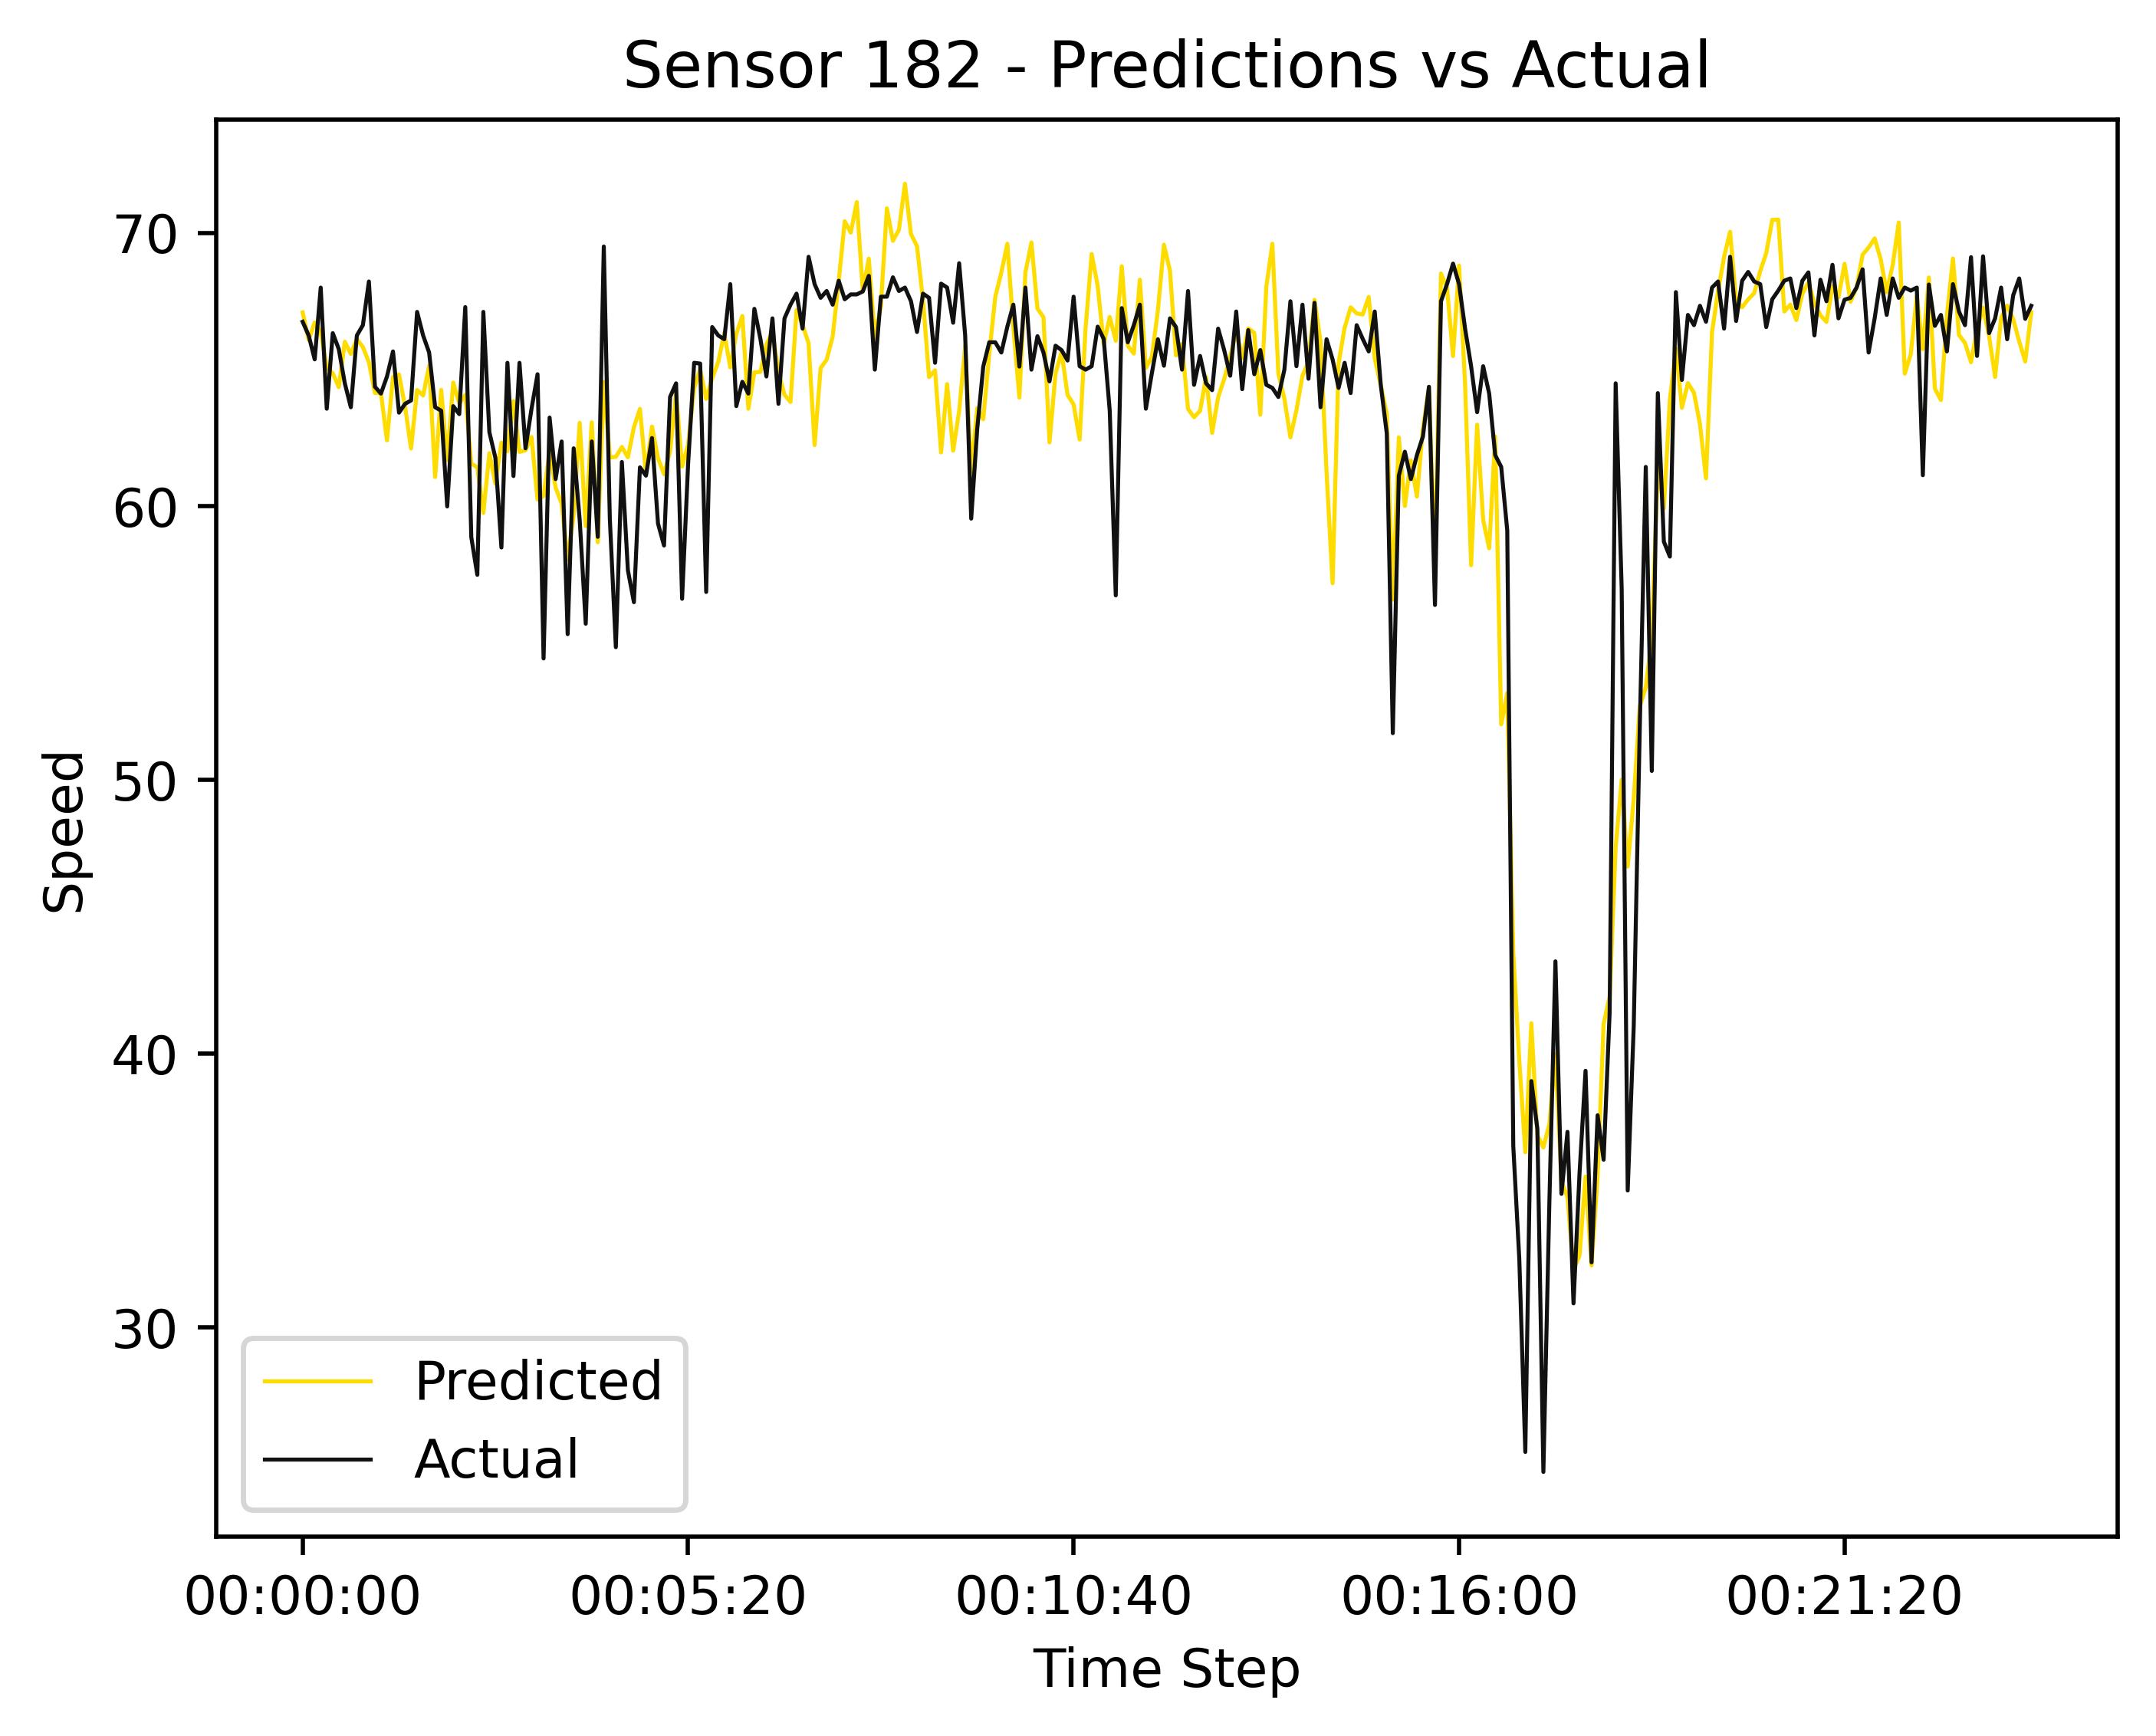 Sensor 182 - Predictions vs Actual
70
60
50
40
30
Speed
Predicted
Actual
00:00:00
00:05:20
00:10:40
00:16:00
00:21:20
Time Step